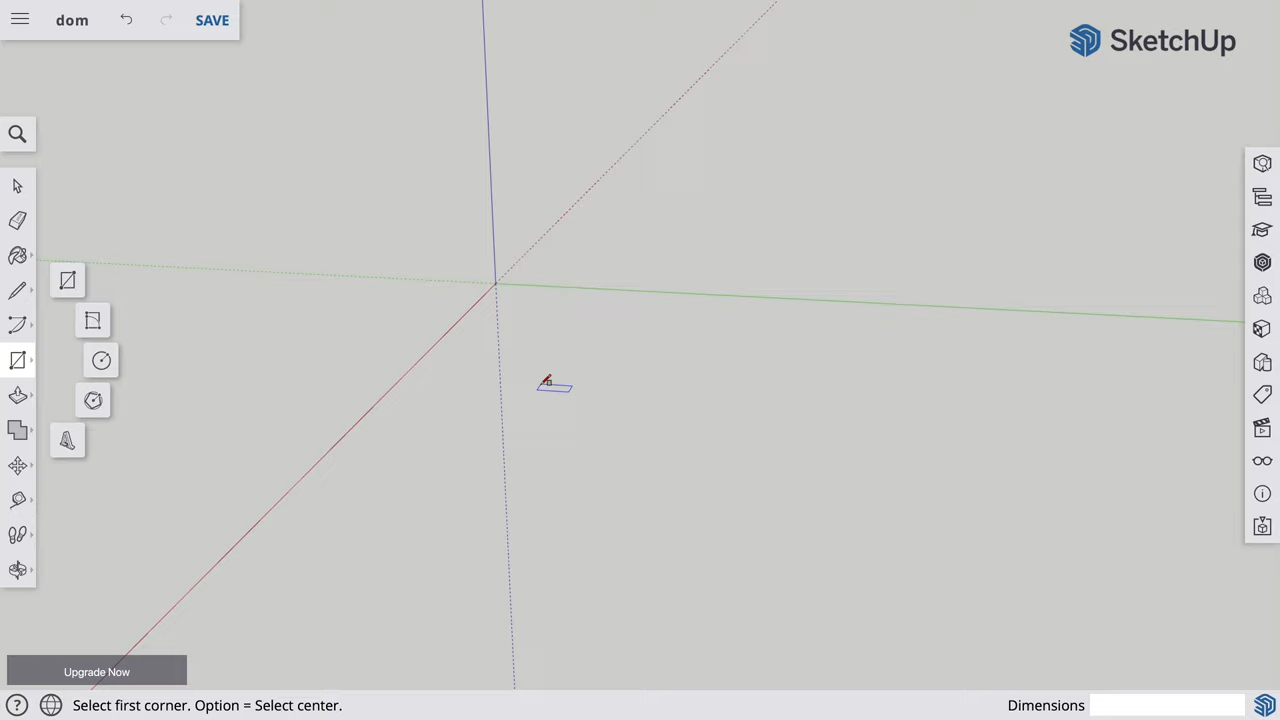 dom
SAVE
SketchUp
Upgrade Now
Select first corner. Option = Select center.
Dimensions